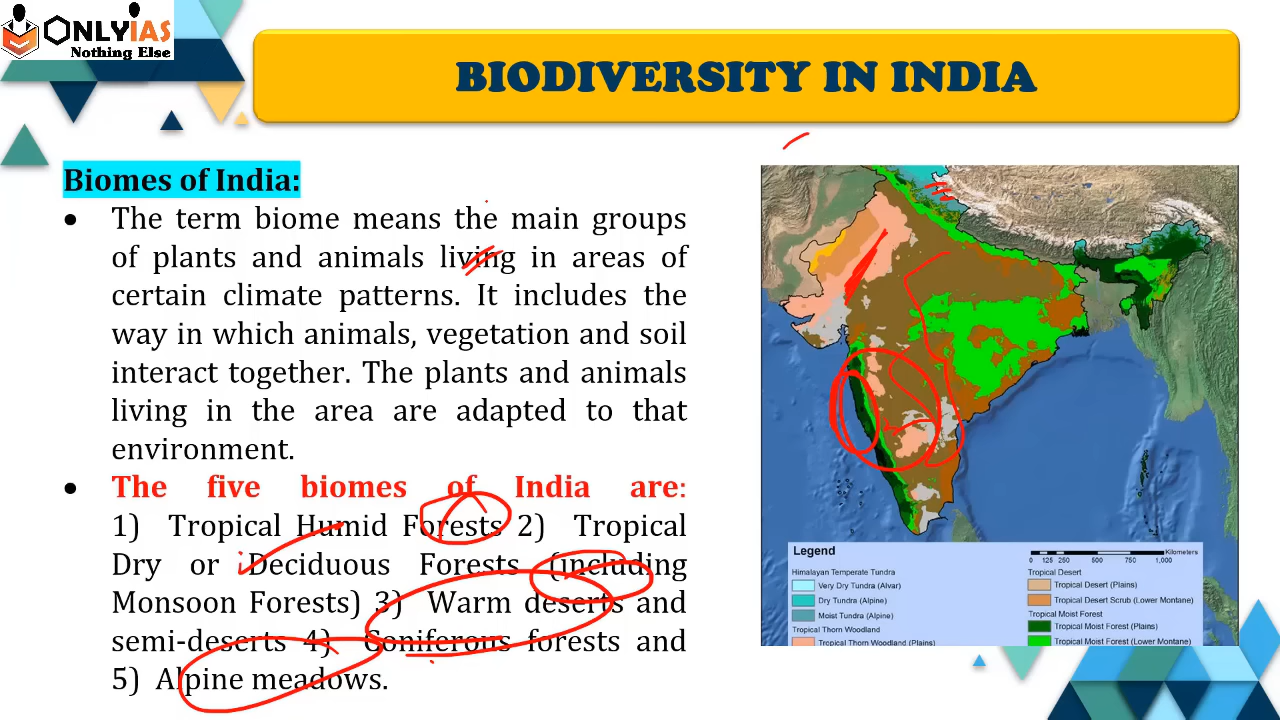 ONLYIAS
Nothing Else
BIODIVERSITY IN INDIA
Biomes of India:
● The term biome means the main groups
of plants and animals living in areas of
certain climate patterns. It includes the
way in which animals, vegetation and soil
interact together. The plants and animals
living in the area are adapted to that
environment.
● The five biomes of India are:
1) Tropical Humid Forests 2) Tropical
Dry or Deciduous Forests (including
Monsoon Forests) 3) Warm deserts and
semi-deserts 4) Coniferous forests and
5) Alpine meadows.
Legend
Himalayan Temperate Tundra
Very Dry Tundra (Alvar)
Dry Tundra (Alpine)
Moist Tundra (Alpine)
Tropical Thorn Woodland
Tropical Thorn Woodland (Plains)
Kilometers
0 125 250 500 750 1,000
Tropical Desert
Tropical Desert (Plains)
Tropical Desert Scrub (Lower Montane)
Tropical Moist Forest
Tropical Moist Forest (Plains)
Tropical Moist Forest (Lower Montane)